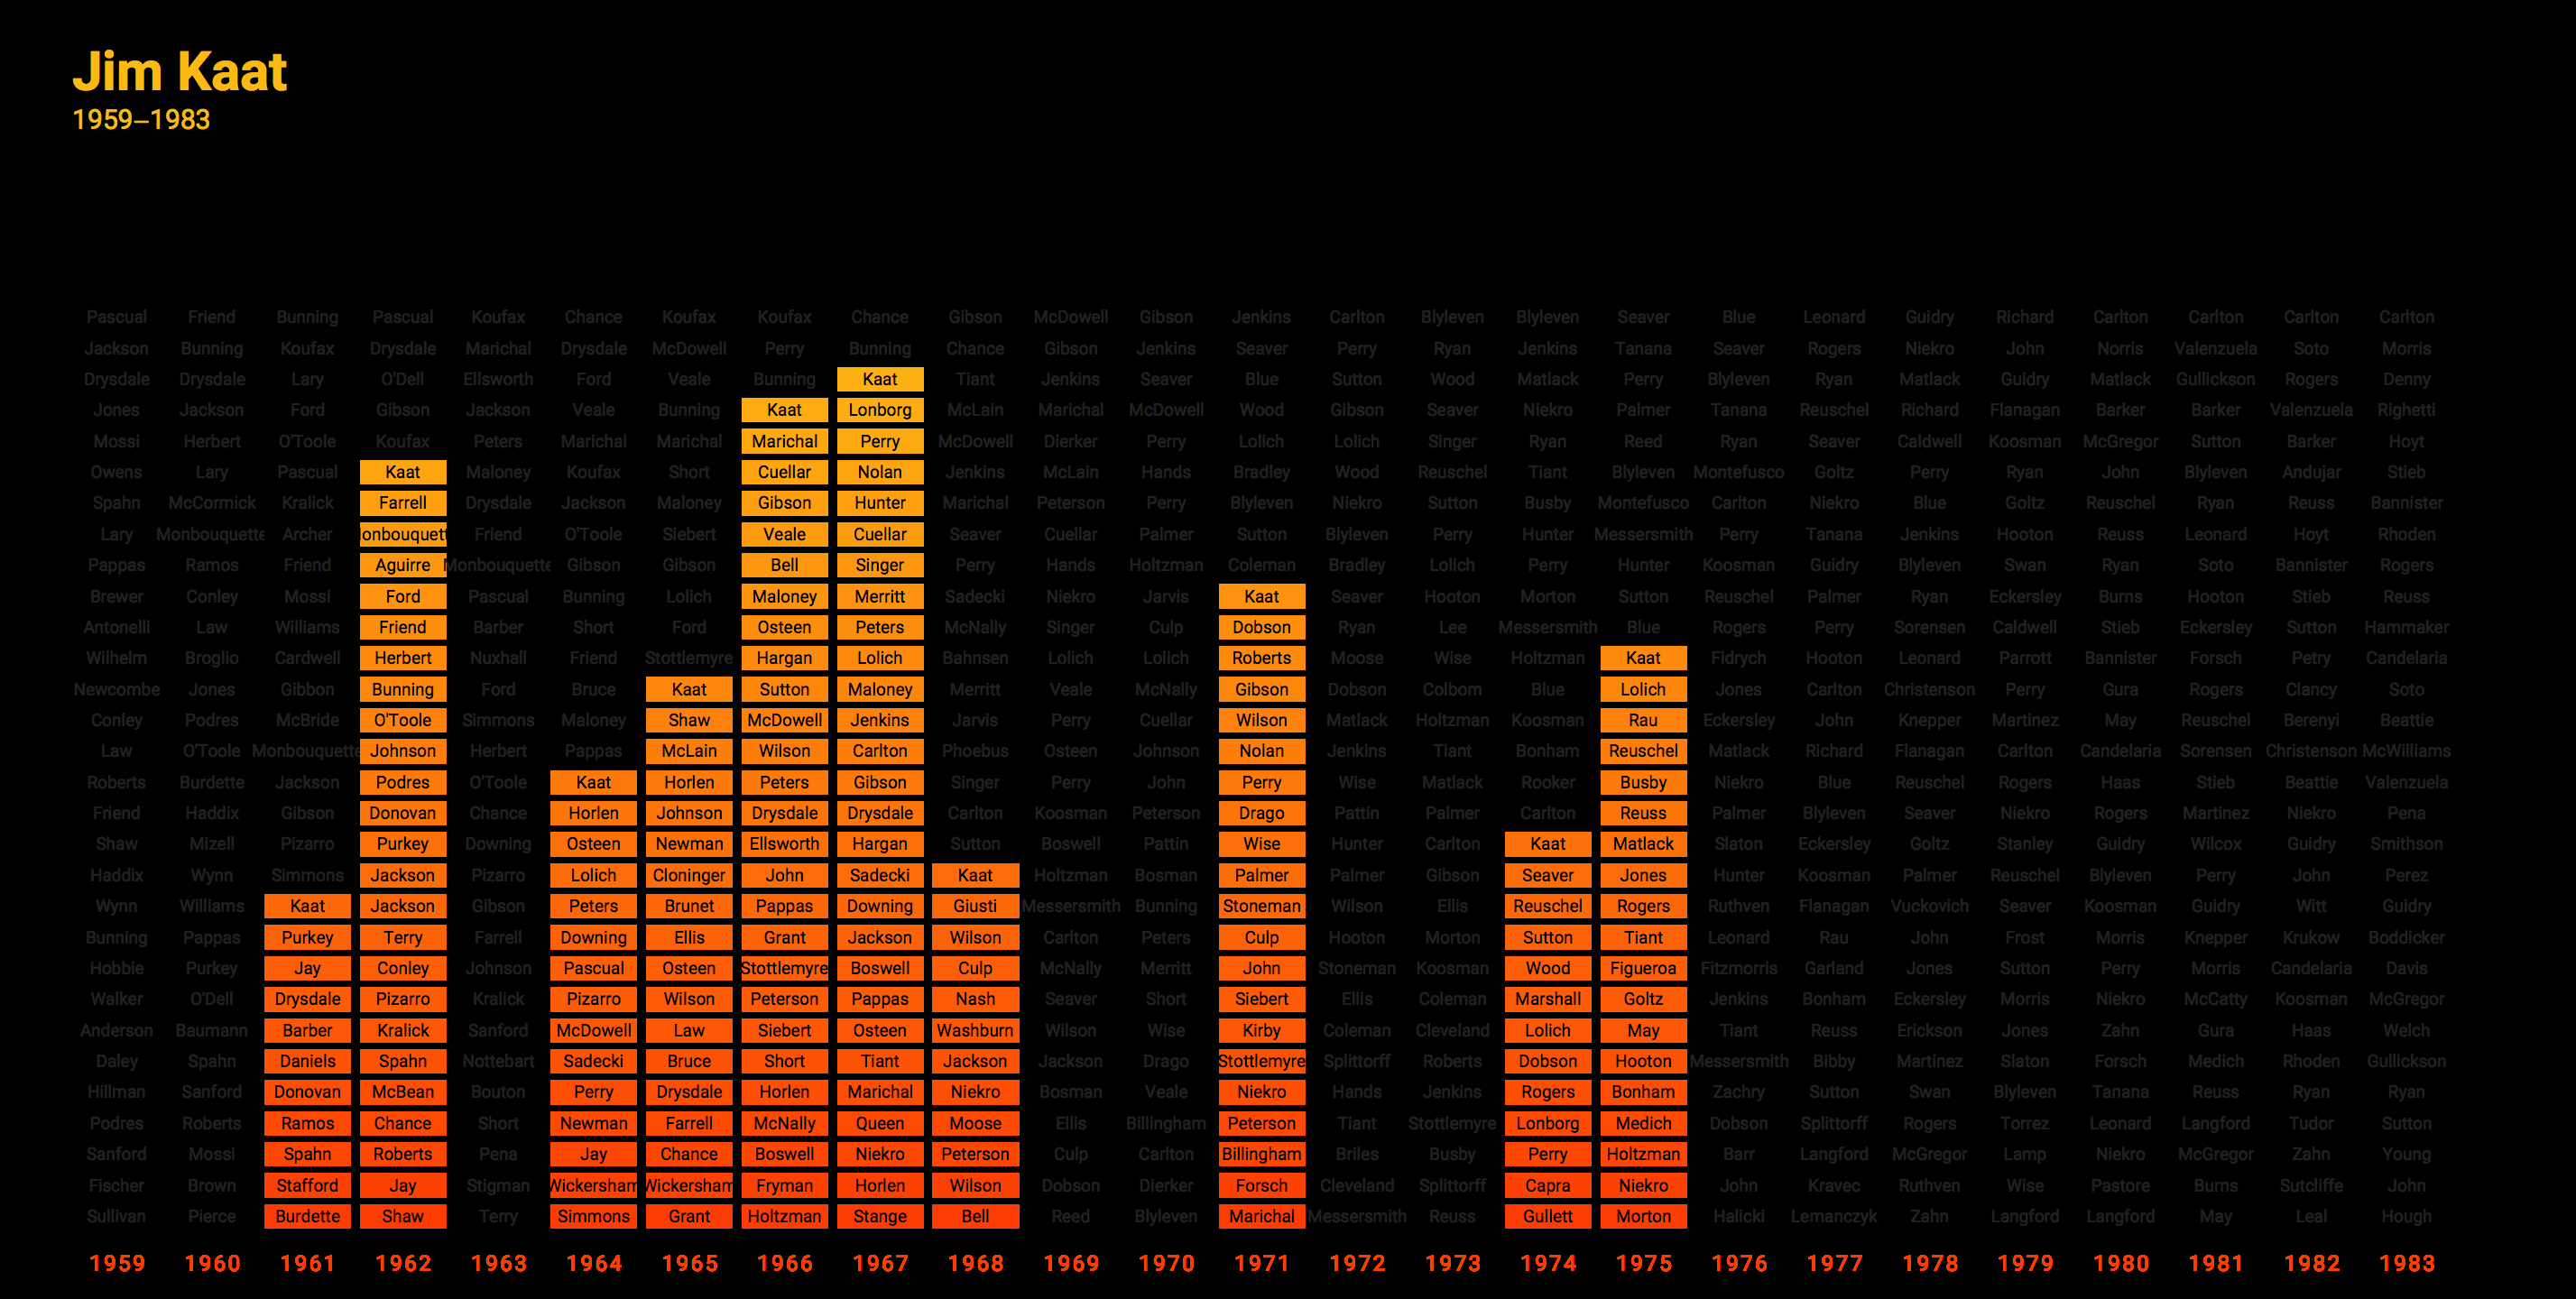 Jim Kaat
1959–1983
Pascual Friend Bunning Pascual Koufax Chance Koufax Koufax Chance Gibson McDowell Gibson Jenkins Carlton Blyleven Blyleven Seaver Blue Leonard Guidry Richard Carlton Carlton Carlton Carlton
Jackson Bunning Koufax Drysdale Marichal Drysdale McDowell Perry Bunning Chance Gibson Jenkins Seaver Perry Ryan Jenkins Tanana Seaver Rogers Niekro John Norris Valenzuela Soto Morris
Drysdale Drysdale Lary O'Dell Ellsworth Ford Veale Bunning Kaat Tiant Jenkins Seaver Blue Sutton Wood Matlack Perry Blyleven Ryan Matlack Guidry Matlack Gullickson Rogers Denny
Jones Jackson Ford Gibson Jackson Veale Bunning Kaat Lonborg McLain Marichal McDowell Wood Gibson Seaver Niekro Palmer Tanana Reuschel Richard Flanagan Barker Barker Valenzuela Righetti
Mossi Herbert O'Toole Koufax Peters Marichal Marichal Marichal Perry McDowell Dierker Perry Lolich Lolich Singer Ryan Reed Ryan Seaver Caldwell Koosman McGregor Sutton Barker Hoyt
Owens Lary Pascual Kaat Maloney Koufax Short Cuellar Nolan Jenkins McLain Hands Bradley Wood Reuschel Tiant Blyleven Montefusco Goltz Perry Ryan John Blyleven Andujar Stieb
Spahn McCormick Kralick Farrell Drysdale Jackson Maloney Gibson Hunter Marichal Peterson Perry Blyleven Niekro Sutton Busby Montefusco Carlton Niekro Blue Goltz Reuschel Ryan Reuss Bannister
Lary Monbouquette Archer onbouquett Friend O'Toole Siebert Veale Cuellar Seaver Cuellar Palmer Sutton Blyleven Perry Hunter Messersmith Perry Tanana Jenkins Hooton Reuss Leonard Hoyt Rhoden
Pappas Ramos Friend Aguirre Monbouquette Gibson Gibson Bell Singer Perry Hands Holtzman Coleman Bradley Lolich Perry Hunter Koosman Guidry Blyleven Swan Ryan Soto Bannister Rogers
Brewer Conley Mossi Ford Pascual Bunning Lolich Maloney Merritt Sadecki Niekro Jarvis Kaat Seaver Hooton Morton Sutton Reuschel Palmer Ryan Eckersley Burns Hooton Stieb Reuss
Antonelli Law Williams Friend Barber Short Ford Osteen Peters McNally Singer Culp Dobson Ryan Lee Messersmith Blue Rogers Perry Sorensen Caldwell Stieb Eckersley Sutton Hammaker
Wilhelm Broglio Cardwell Herbert Nuxhall Friend Stottlemyre Hargan Lolich Bahnsen Lolich Lolich Roberts Moose Wise Holtzman Kaat Fidrych Hooton Leonard Parrott Bannister Forsch Petry Candelaria
Newcombe Jones Gibbon Bunning Ford Bruce Kaat Sutton Maloney Merritt Veale McNally Gibson Dobson Colborn Blue Lolich Jones Carlton Christenson Perry Gura Rogers Clancy Soto
Conley Podres McBride O'Toole Simmons Maloney Shaw McDowell Jenkins Jarvis Perry Cuellar Wilson Matlack Holtzman Koosman Rau Eckersley John Knepper Martinez May Reuschel Berenyi Beattie
Law O'Toole Monbouquette Johnson Herbert Pappas McLain Wilson Carlton Phoebus Osteen Johnson Nolan Jenkins Tiant Bonham Reuschel Matlack Richard Flanagan Carlton Candelaria Sorensen Christenson McWilliams
Roberts Burdette Jackson Podres O'Toole Kaat Horlen Peters Gibson Singer Perry John Perry Wise Matlack Rooker Busby Niekro Blue Reuschel Rogers Haas Stieb Beattie Valenzuela
Friend Haddix Gibson Donovan Chance Horlen Johnson Drysdale Drysdale Carlton Koosman Peterson Drago Pattin Palmer Carlton Reuss Palmer Blyleven Seaver Niekro Rogers Martinez Niekro Pena
Shaw Mizell Pizarro Purkey Downing Osteen Newman Ellsworth Hargan Sutton Boswell Pattin Wise Hunter Carlton Kaat Matlack Slaton Eckersley Goltz Stanley Guidry Wilcox Guidry Smithson
Haddix Wynn Simmons Jackson Pizarro Lolich Cloninger John Sadecki Kaat Holtzman Bosman Palmer Palmer Gibson Seaver Jones Hunter Koosman Palmer Reuschel Blyleven Perry John Perez
Wynn Williams Kaat Jackson Gibson Peters Brunet Pappas Downing Giusti Messersmith Bunning Stoneman Wilson Ellis Reuschel Rogers Ruthven Flanagan Vuckovich Seaver Koosman Guidry Witt Guidry
Bunning Pappas Purkey Terry Farrell Downing Ellis Grant Jackson Wilson Carlton Peters Culp Hooton Morton Sutton Tiant Leonard Rau John Frost Morris Knepper Krukow Boddicker
Hobbie Purkey Jay Conley Johnson Pascual Osteen Stottlemyre Boswell Culp McNally Merritt John Stoneman Koosman Wood Figueroa Fitzmorris Garland Jones Sutton Perry Morris Candelaria Davis
Walker O'Dell Drysdale Pizarro Kralick Pizarro Wilson Peterson Pappas Nash Seaver Short Siebert Ellis Coleman Marshall Goltz Jenkins Bonham Eckersley Morris Niekro McCatty Koosman McGregor
Anderson Baumann Barber Kralick Sanford McDowell Law Siebert Osteen Washburn Wilson Wise Kirby Coleman Cleveland Lolich May Tiant Reuss Erickson Jones Zahn Gura Haas Welch
Daley Spahn Daniels Spahn Nottebart Sadecki Bruce Short Tiant Jackson Jackson Drago Stottlemyre Splittorff Roberts Dobson Hooton Messersmith Bibby Martinez Slaton Forsch Medich Rhoden Gullickson
Hillman Sanford Donovan McBean Bouton Perry Drysdale Horlen Marichal Niekro Bosman Veale Niekro Hands Jenkins Rogers Bonham Zachry Sutton Swan Blyleven Tanana Reuss Ryan Ryan
Podres Roberts Ramos Chance Short Newman Farrell McNally Queen Moose Ellis Billingham Peterson Tiant Stottlemyre Lonborg Medich Dobson Splittorff Rogers Torrez Leonard Langford Tudor Sutton
Sanford Mossi Spahn Roberts Pena Jay Chance Boswell Niekro Peterson Culp Carlton Billingham Briles Busby Perry Holtzman Barr Langford McGregor Lamp Niekro McGregor Zahn Young
Fischer Brown Stafford Jay Stigman Wickersham Wickersham Fryman Horlen Wilson Dobson Dierker Forsch Cleveland Splittorff Capra Niekro John Kravec Ruthven Wise Pastore Burns Sutcliffe John
Sullivan Pierce Burdette Shaw Terry Simmons Grant Holtzman Stange Bell Reed Blyleven Marichal Messersmith Reuss Gullett Morton Halicki Lemanczyk Zahn Langford Langford May Leal Hough
1959 1960 1961 1962 1963 1964 1965 1966 1967 1968 1969 1970 1971 1972 1973 1974 1975 1976 1977 1978 1979 1980 1981 1982 1983